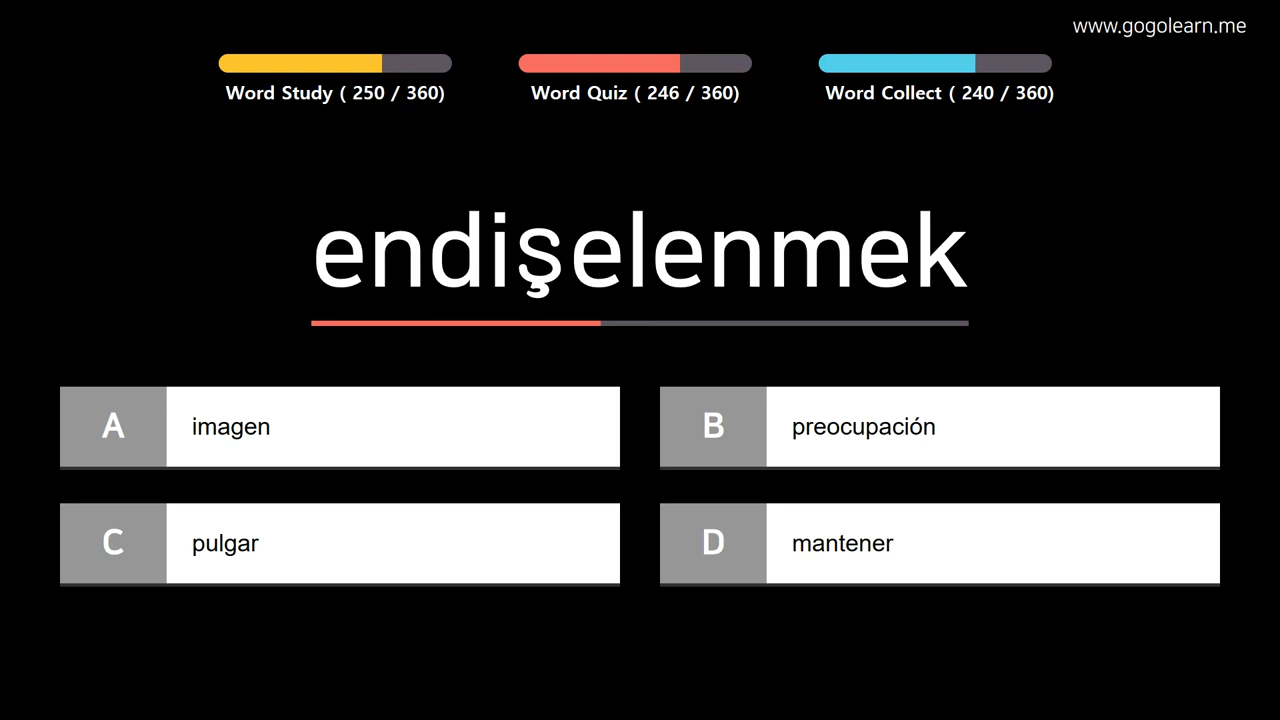 www.gogolearn.me
Word Study ( 250 / 360)
Word Quiz ( 246 / 360)
Word Collect ( 240 / 360)
endişelenmek
A imagen
B preocupación
C pulgar
D mantener